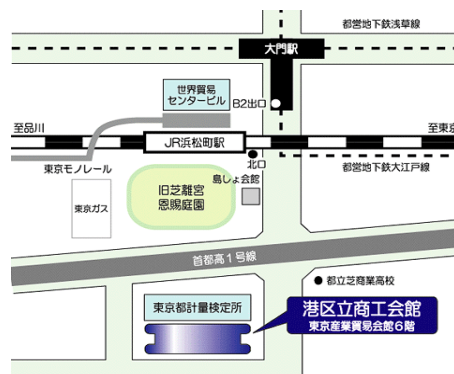 都営地下鉄浅草線
大門駅
世界貿易
センタービル
B2出口
至品川
JR浜松町駅
至東京
北口
東京モノレール
都営地下鉄大江戸線
島しょ会館
旧芝離宮
恩賜庭園
東京ガス
首都高1号線
都立芝商業高校
東京都計量検定所
港区立商工会館
東京産業貿易会館6階